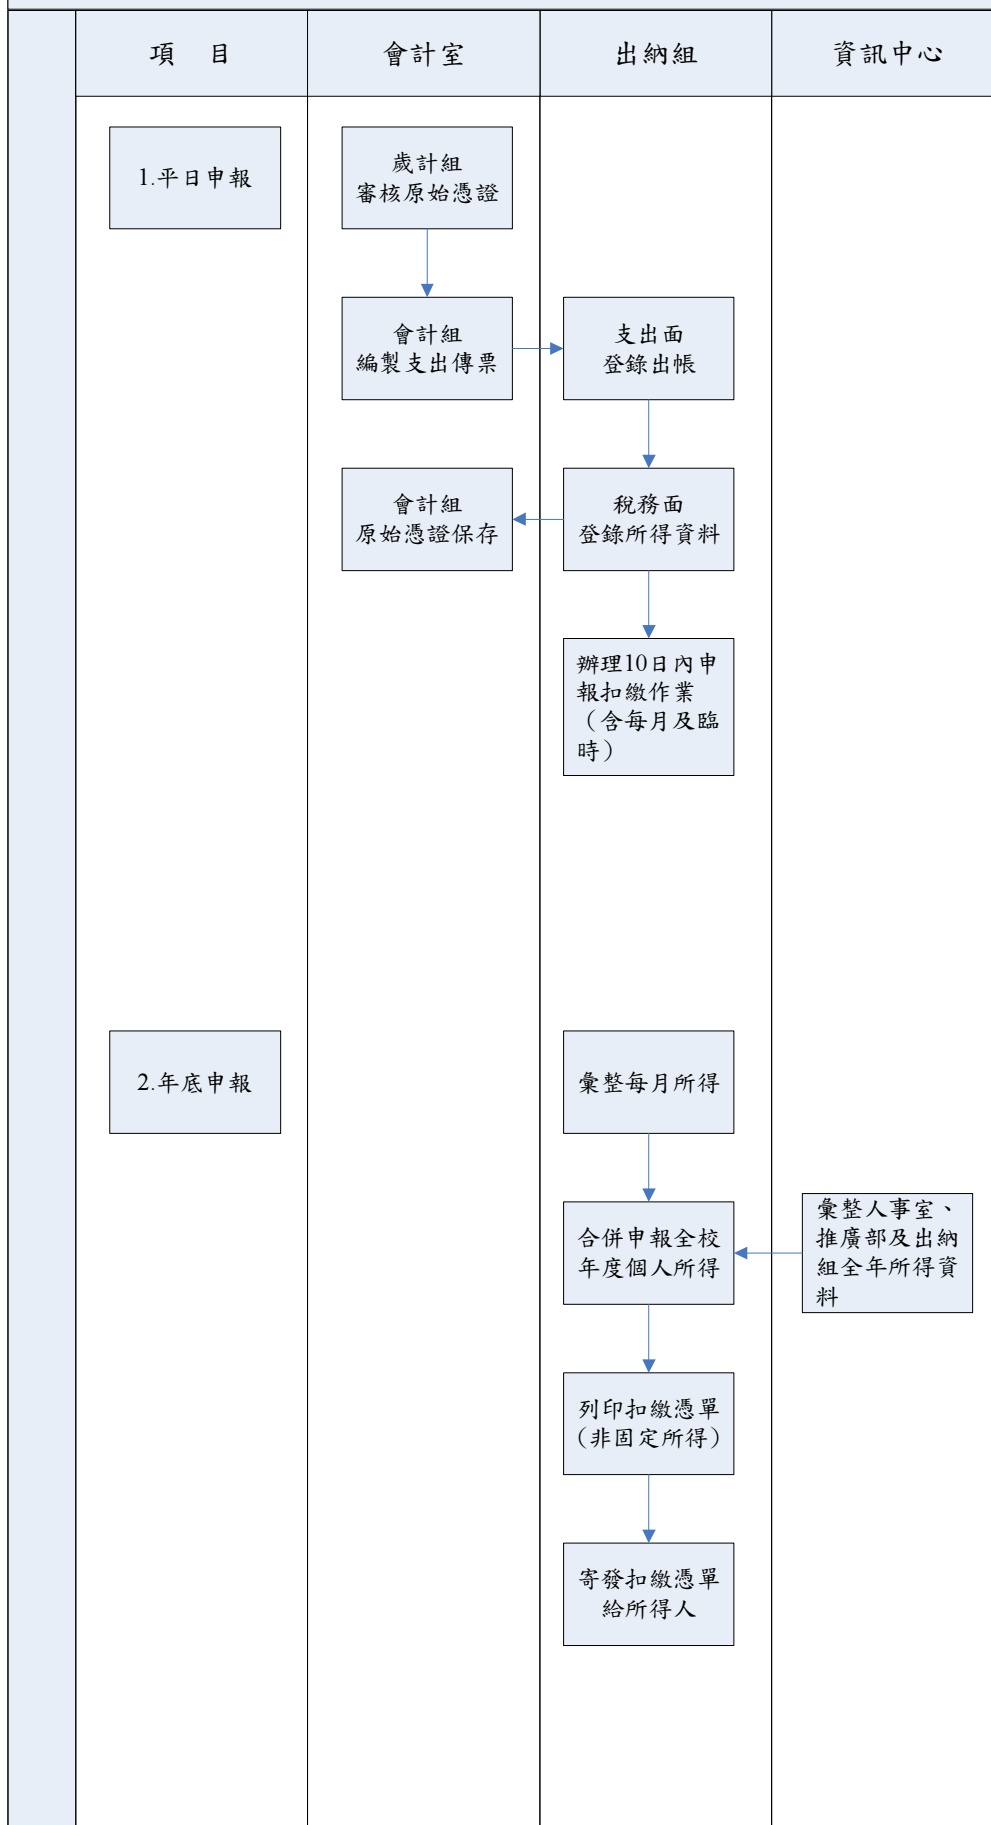 項 目
會計室
出納組
資訊中心
1.平日申報
歲計組
審核原始憑證
會計組
編製支出傳票
支出面
登錄出帳
稅務面
登錄所得資料
會計組
原始憑證保存
辦理10日內申
報扣繳作業
（含每月及臨
時）
2.年底申報
彙整每月所得
合併申報全校
年度個人所得
彙整人事室、
推廣部及出納
組全年所得資
料
列印扣繳憑單
（非固定所得）
寄發扣繳憑單
給所得人